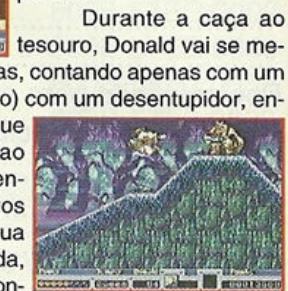 Durante a caça ao
tesouro, Donald vai se me-
as, contando apenas com um
o) com um desentupidor, en-
que
ao
en-
os
ua
da,
on-